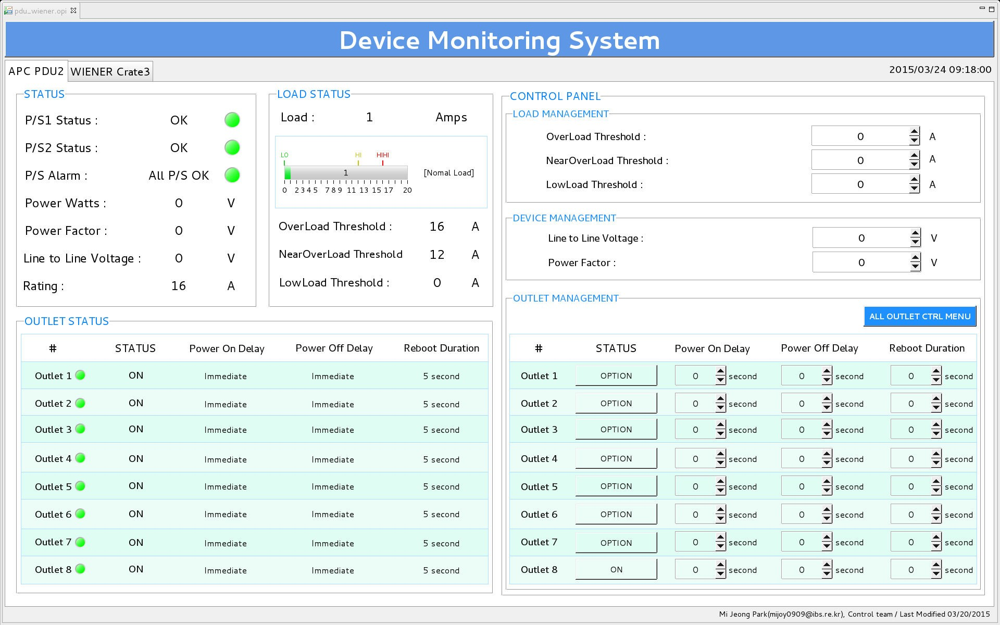 pdu_wiener.opi
Device Monitoring System
APC PDU2
WIENER Crate3
2015/03/24 09:18:00
STATUS
P/S1 Status : OK
P/S2 Status : OK
P/S Alarm : All P/S OK
Power Watts : 0 V
Power Factor : 0 V
Line to Line Voltage : 0 V
Rating : 16 A
LOAD STATUS
Load : 1 Amps
LO HI HIHI
1
[Nomal Load]
0 2 3 4 5 7 8 9 11 13 15 17 20
OverLoad Threshold : 16 A
NearOverLoad Threshold 12 A
LowLoad Threshold : 0 A
OUTLET STATUS
# STATUS Power On Delay Power Off Delay Reboot Duration
Outlet 1 ON Immediate Immediate 5 second
Outlet 2 ON Immediate Immediate 5 second
Outlet 3 ON Immediate Immediate 5 second
Outlet 4 ON Immediate Immediate 5 second
Outlet 5 ON Immediate Immediate 5 second
Outlet 6 ON Immediate Immediate 5 second
Outlet 7 ON Immediate Immediate 5 second
Outlet 8 ON Immediate Immediate 5 second
CONTROL PANEL
LOAD MANAGEMENT
OverLoad Threshold : 0 A
NearOverLoad Threshold : 0 A
LowLoad Threshold : 0 A
DEVICE MANAGEMENT
Line to Line Voltage : 0 V
Power Factor : 0 V
OUTLET MANAGEMENT
ALL OUTLET CTRL MENU
# STATUS Power On Delay Power Off Delay Reboot Duration
Outlet 1 OPTION 0 second 0 second 0 second
Outlet 2 OPTION 0 second 0 second 0 second
Outlet 3 OPTION 0 second 0 second 0 second
Outlet 4 OPTION 0 second 0 second 0 second
Outlet 5 OPTION 0 second 0 second 0 second
Outlet 6 OPTION 0 second 0 second 0 second
Outlet 7 OPTION 0 second 0 second 0 second
Outlet 8 ON 0 second 0 second 0 second
Mi Jeong Park(mijoy0909@ibs.re.kr), Control team / Last Modified 03/20/2015